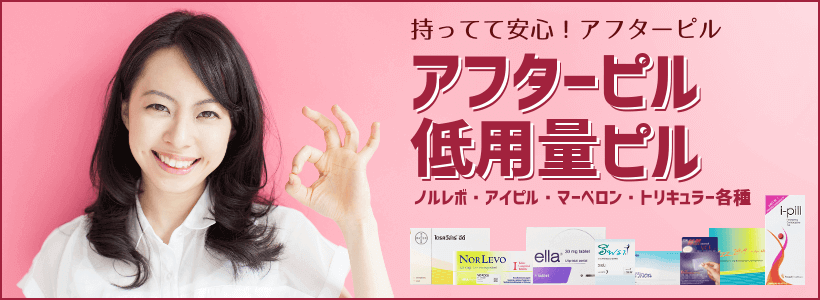 持ってて安心！アフターピル
アフターピル
低用量ピル
ノルレボ・アイピル・マーベロン・トリキュラー各種
i-pill
NORLEVO
ella